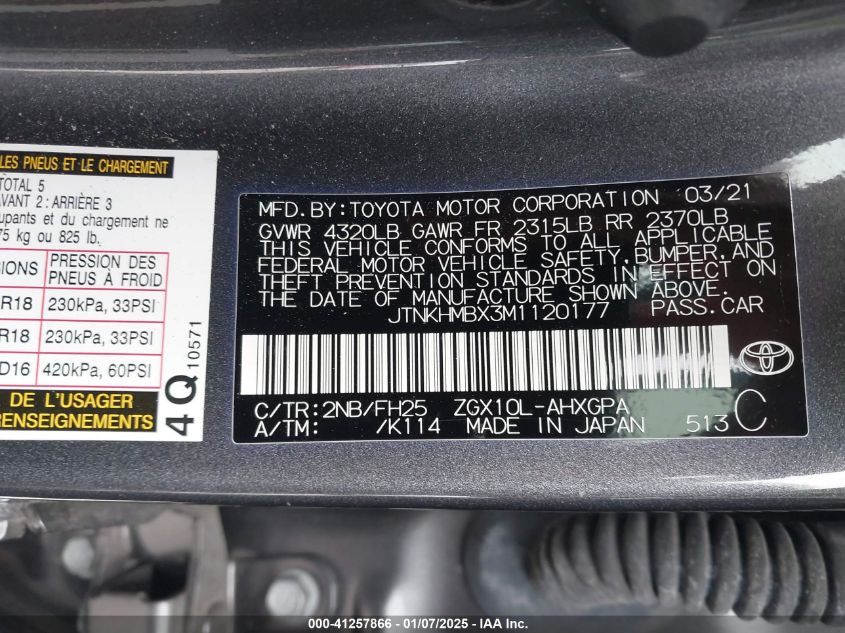 LES PNEUS ET LE CHARGEMENT
TOTAL 5
AVANT 2 : ARRIÈRE 3
upants et du chargement ne
75 kg ou 825 lb.
IONS PRESSION DES PNEUS À FROID
R18 230kPa, 33PSI
R18 230kPa, 33PSI
D16 420kPa, 60PSI
DE L'USAGER
RENSEIGNEMENTS
4Q 10571
MFD. BY: TOYOTA MOTOR CORPORATION 03/21
GVWR 4320LB GAWR FR 2315LB RR 2370LB
THIS VEHICLE CONFORMS TO ALL APPLICABLE
FEDERAL MOTOR VEHICLE SAFETY, BUMPER, AND
THEFT PREVENTION STANDARDS IN EFFECT ON
THE DATE OF MANUFACTURE SHOWN ABOVE.
JTNKHMBX3M1120177 PASS. CAR
C/TR: 2NB/FH25 ZGX10L-AHXGPA
A/TM: /K114 MADE IN JAPAN 513 C
000-41257866 - 01/07/2025 - IAAI.com